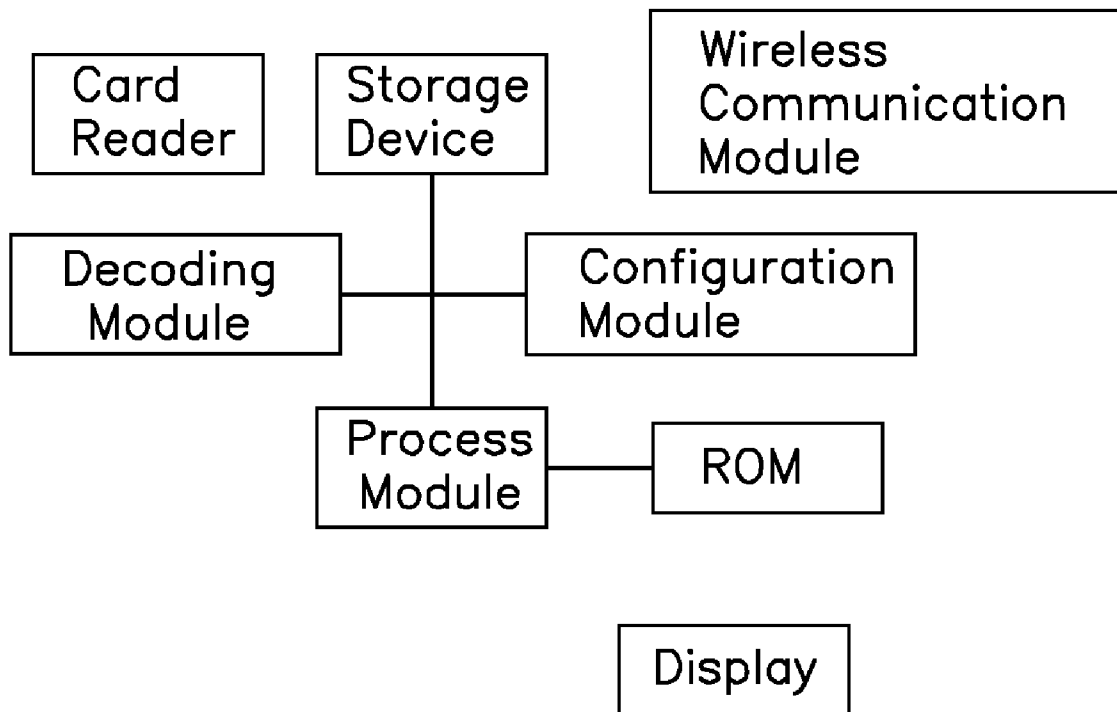 Card
Reader
Storage
Device
Wireless
Communication
Module
Decoding
Module
Configuration
Module
Process
Module
ROM
Display